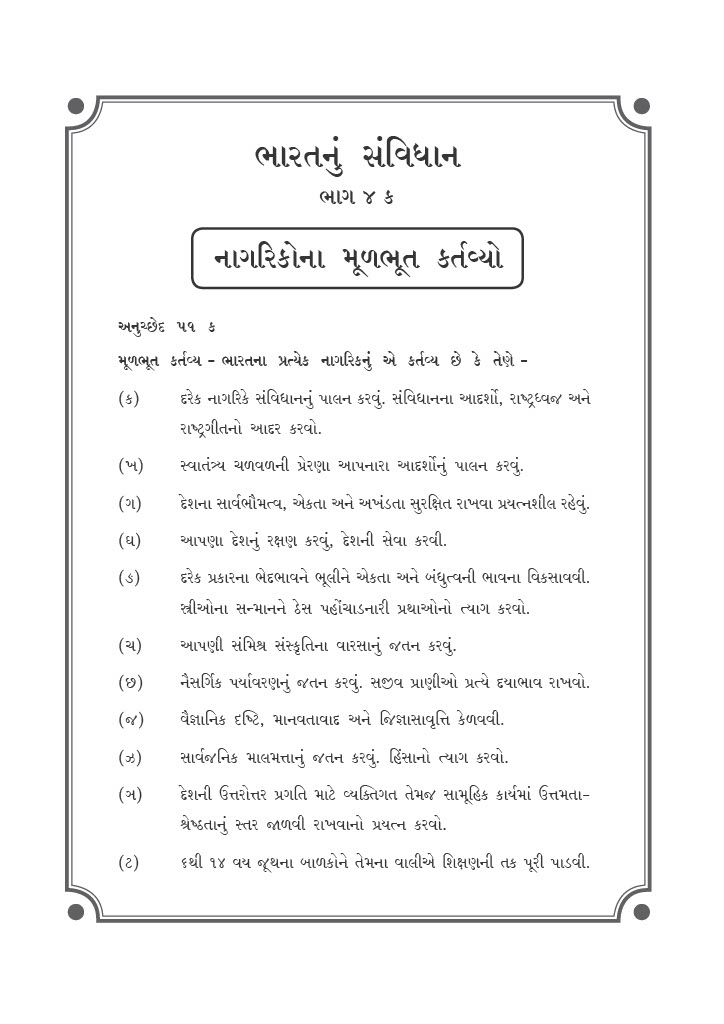 ભારતનું સંવિધાન
ભાગ ૪ ક
નાગરિકોના મૂળભૂત કર્તવ્યો
અનુચ્છેદ ૫૧ ક
મૂળભૂત કર્તવ્ય – ભારતના પ્રત્યેક નાગરિકનું એ કર્તવ્ય છે કે તેણે –
(ક) દરેક નાગરિકે સંવિધાનનું પાલન કરવું. સંવિધાનના આદર્શો, રાષ્ટ્રધ્વજ અને
રાષ્ટ્રગીતનો આદર કરવો.
(ખ) સ્વાતંત્ર્ય ચળવળની પ્રેરણા આપનારા આદર્શોનું પાલન કરવું.
(ગ) દેશના સાર્વભૌમત્વ, એકતા અને અખંડતા સુરક્ષિત રાખવા પ્રયત્નશીલ રહેવું.
(ઘ) આપણા દેશનું રક્ષણ કરવું, દેશની સેવા કરવી.
(ઙ) દરેક પ્રકારના ભેદભાવને ભૂલીને એકતા અને બંધુત્વની ભાવના વિકસાવવી.
સ્ત્રીઓના સન્માનને ઠેસ પહોંચાડનારી પ્રથાઓનો ત્યાગ કરવો.
(ચ) આપણી સંમિશ્ર સંસ્કૃતિના વારસાનું જતન કરવું.
(છ) નૈસર્ગિક પર્યાવરણનું જતન કરવું. સજીવ પ્રાણીઓ પ્રત્યે દયાભાવ રાખવો.
(જ) વૈજ્ઞાનિક દૃષ્ટિ, માનવતાવાદ અને જિજ્ઞાસાવૃત્તિ કેળવવી.
(ઝ) સાર્વજનિક માલમત્તાનું જતન કરવું. હિંસાનો ત્યાગ કરવો.
(ઞ) દેશની ઉત્તરોત્તર પ્રગતિ માટે વ્યક્તિગત તેમજ સામૂહિક કાર્યમાં ઉત્તમતા–
શ્રેષ્ઠતાનું સ્તર જાળવી રાખવાનો પ્રયત્ન કરવો.
(ટ) ૬થી ૧૪ વય જૂથના બાળકોને તેમના વાલીએ શિક્ષણની તક પૂરી પાડવી.